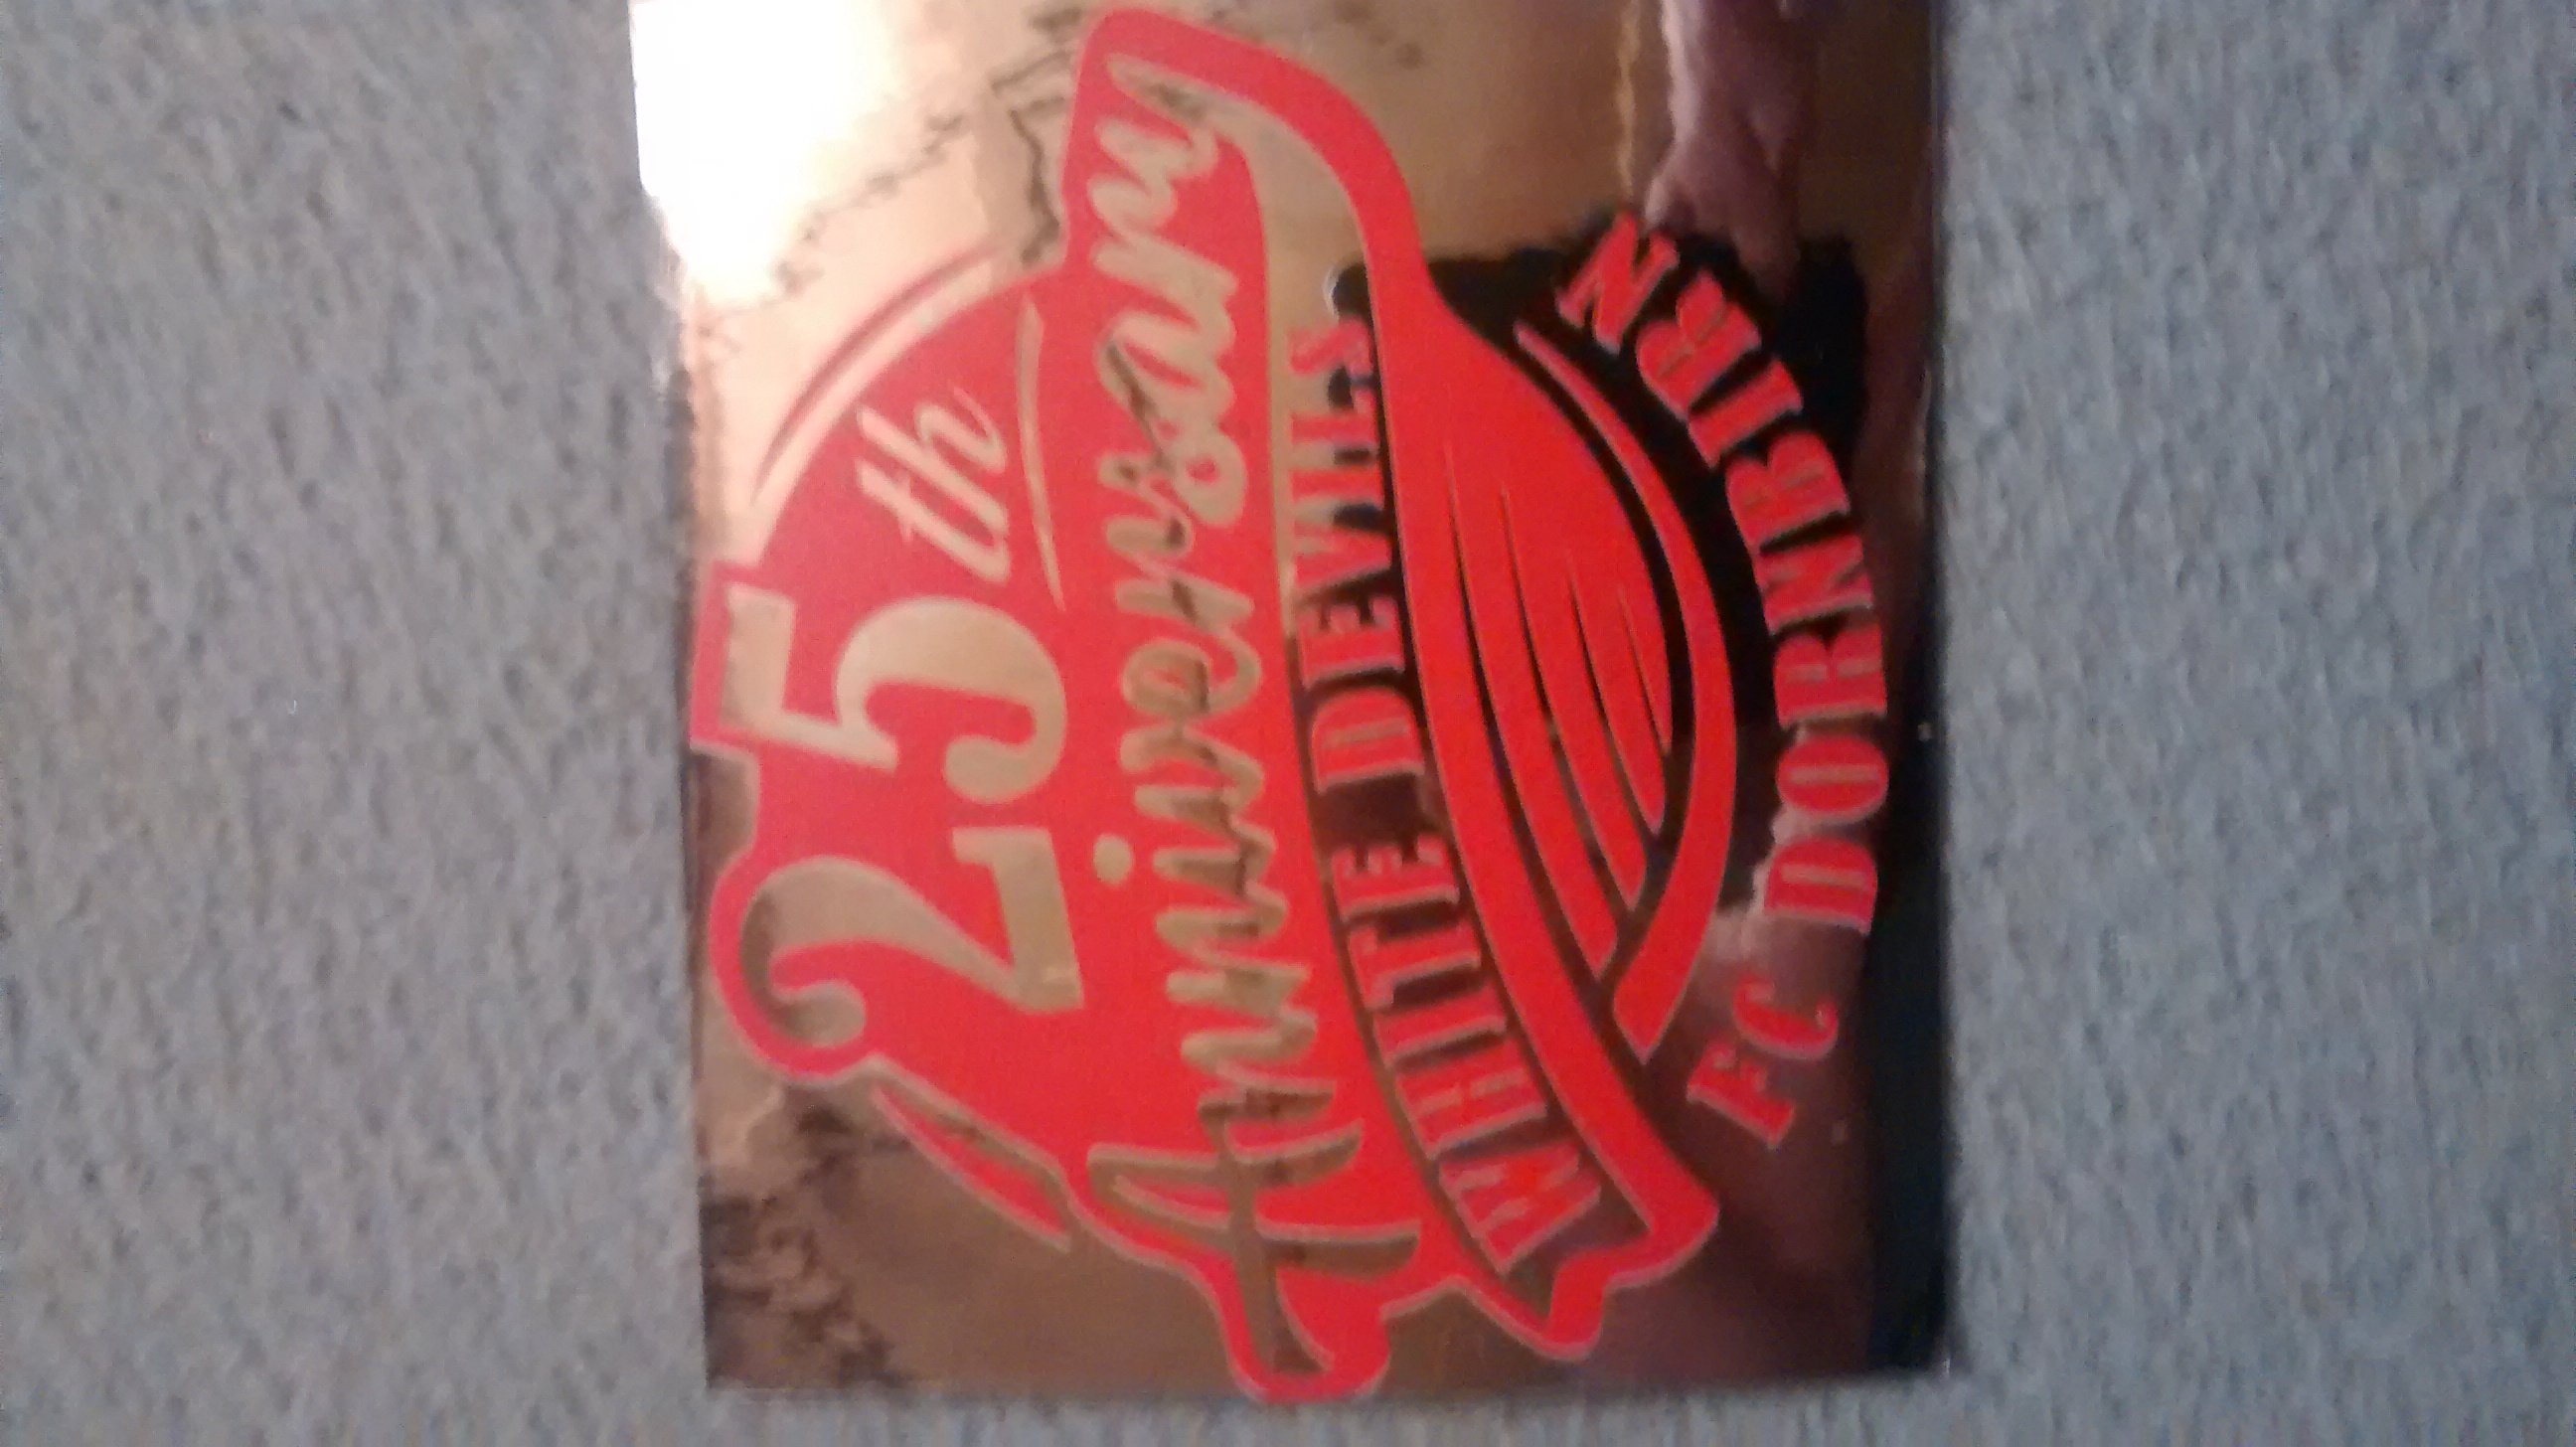 25th
Anniversary
WHITE DEVILS
FC DORNBIRN